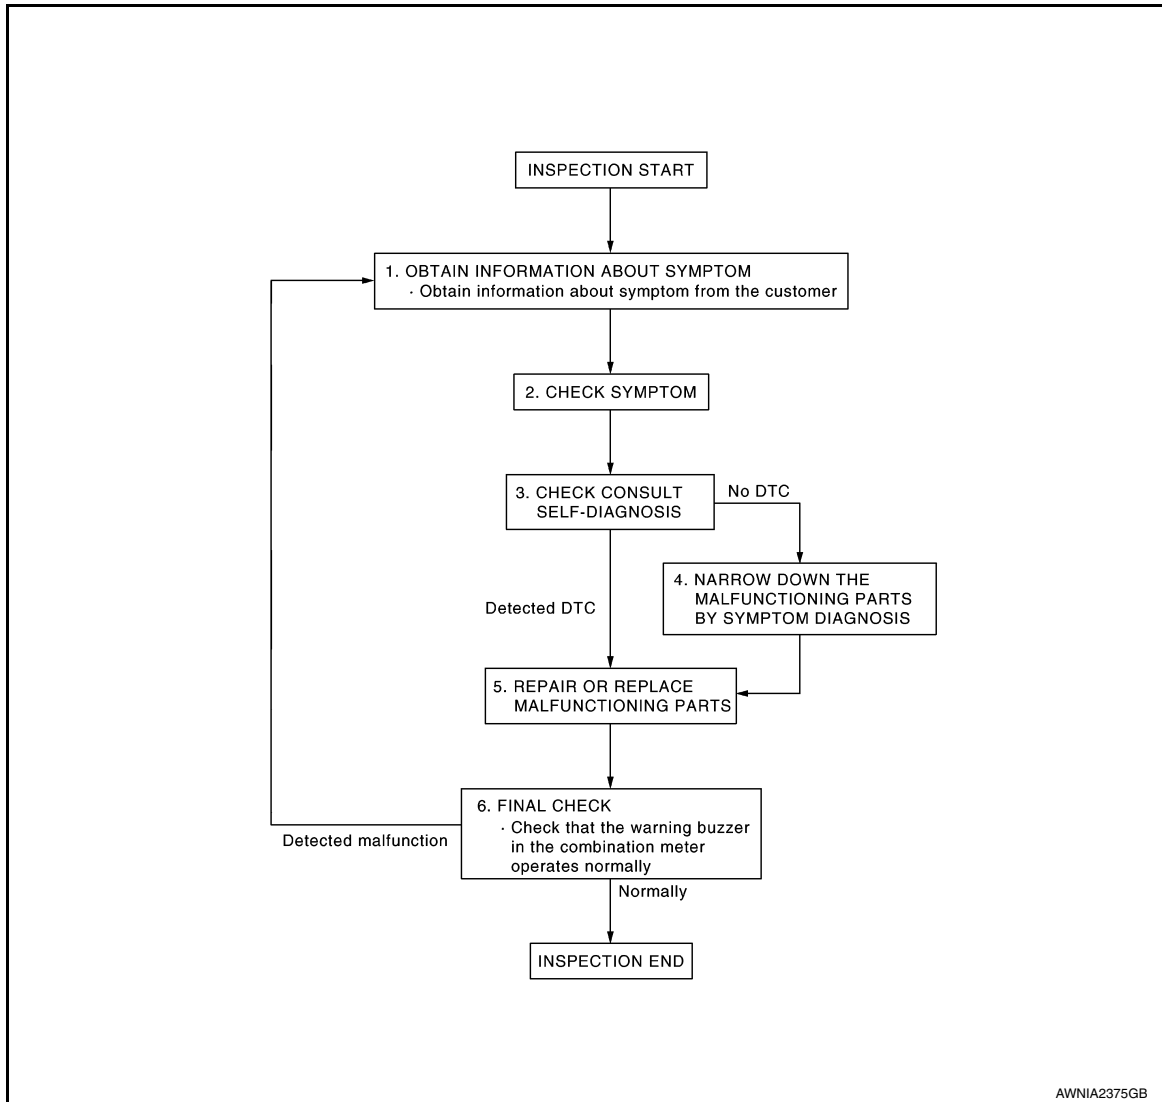 INSPECTION START
1. OBTAIN INFORMATION ABOUT SYMPTOM
· Obtain information about symptom from the customer
2. CHECK SYMPTOM
3. CHECK CONSULT
SELF-DIAGNOSIS
No DTC
4. NARROW DOWN THE
MALFUNCTIONING PARTS
BY SYMPTOM DIAGNOSIS
Detected DTC
5. REPAIR OR REPLACE
MALFUNCTIONING PARTS
6. FINAL CHECK
· Check that the warning buzzer
in the combination meter
operates normally
Detected malfunction
Normally
INSPECTION END
AWNIA2375GB